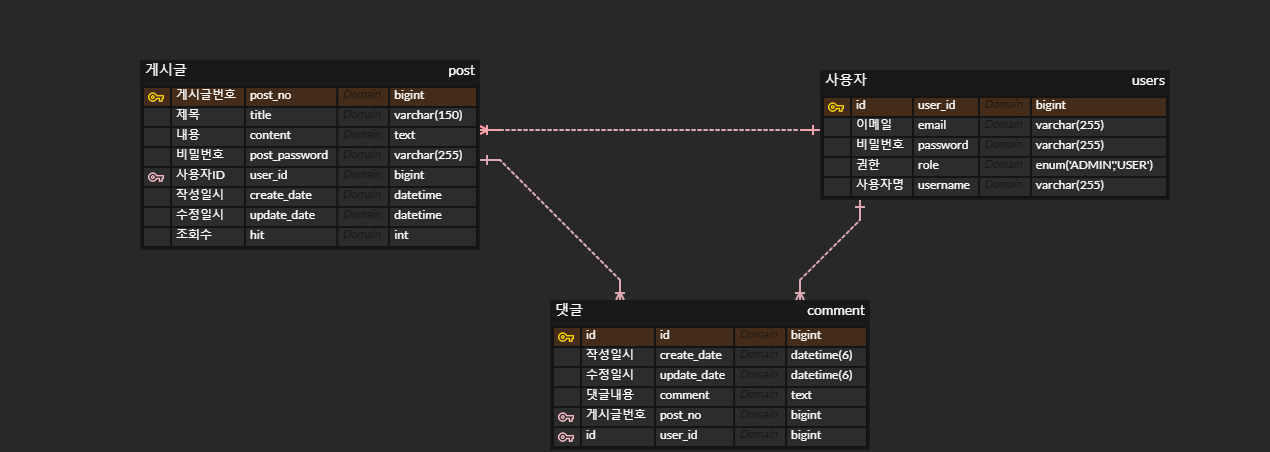 게시글 post
게시글번호 post_no Domain bigint
제목 title Domain varchar(150)
내용 content Domain text
비밀번호 post_password Domain varchar(255)
사용자ID user_id Domain bigint
작성일시 create_date Domain datetime
수정일시 update_date Domain datetime
조회수 hit Domain int
사용자 users
id user_id Domain bigint
이메일 email Domain varchar(255)
비밀번호 password Domain varchar(255)
권한 role Domain enum('ADMIN','USER')
사용자명 username Domain varchar(255)
댓글 comment
id id Domain bigint
작성일시 create_date Domain datetime(6)
수정일시 update_date Domain datetime(6)
댓글내용 comment Domain text
게시글번호 post_no Domain bigint
id user_id Domain bigint